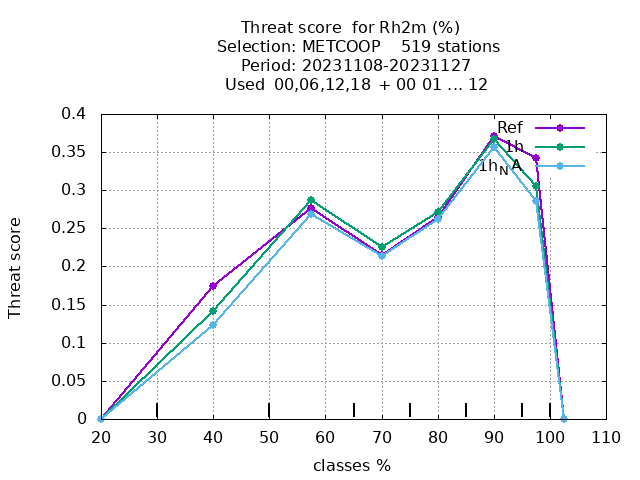 Threat score  for Rh2m (%)
Selection: METCOOP    519 stations
Period: 20231108-20231127
Used  00,06,12,18  + 00 01 ... 12
0.4
0.35
0.3
0.25
0.2
0.15
0.1
0.05
0
Threat score
Ref
1h
1h_NA
20 30 40 50 60 70 80 90 100 110
classes %